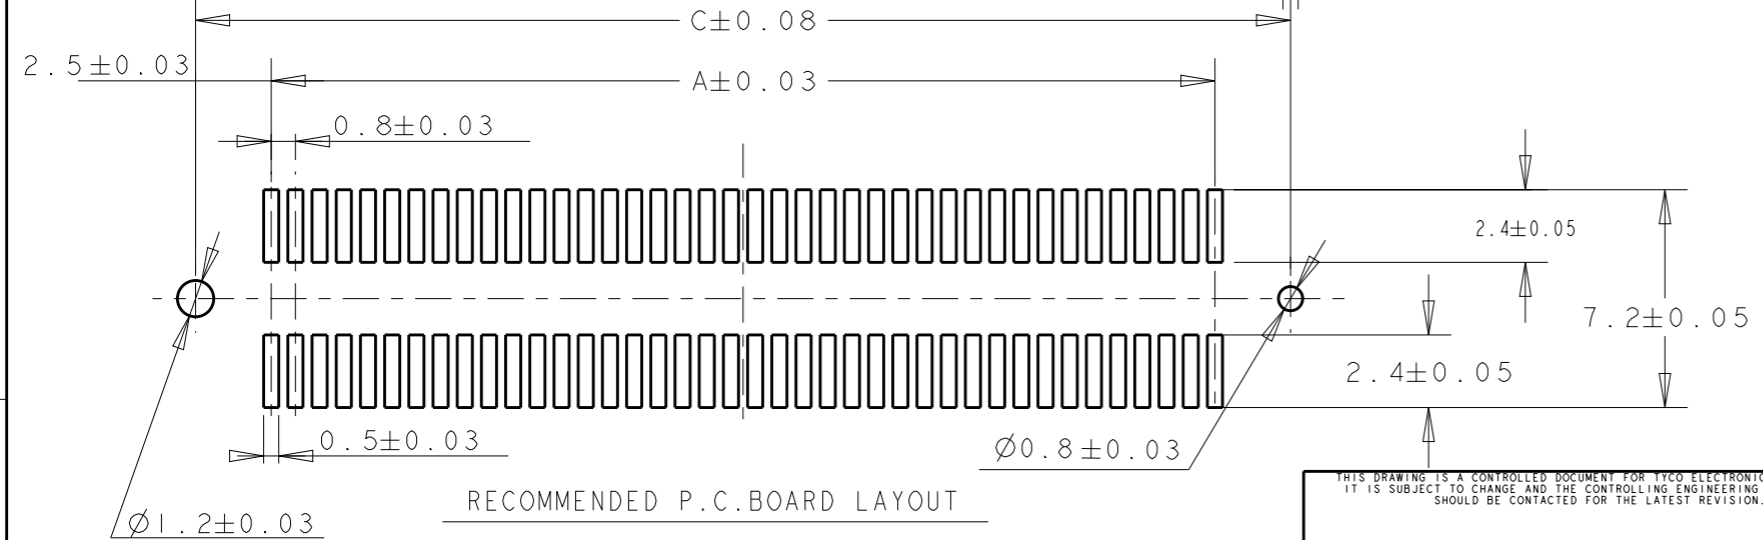 C±0.08
2.5±0.03
A±0.03
0.8±0.03
2.4±0.05
7.2±0.05
2.4±0.05
0.5±0.03
Ø0.8±0.03
RECOMMENDED P.C.BOARD LAYOUT
Ø1.2±0.03
THIS DRAWING IS A CONTROLLED DOCUMENT FOR TYCO ELECTRONIC
IT IS SUBJECT TO CHANGE AND THE CONTROLLING ENGINEERING
SHOULD BE CONTACTED FOR THE LATEST REVISION.